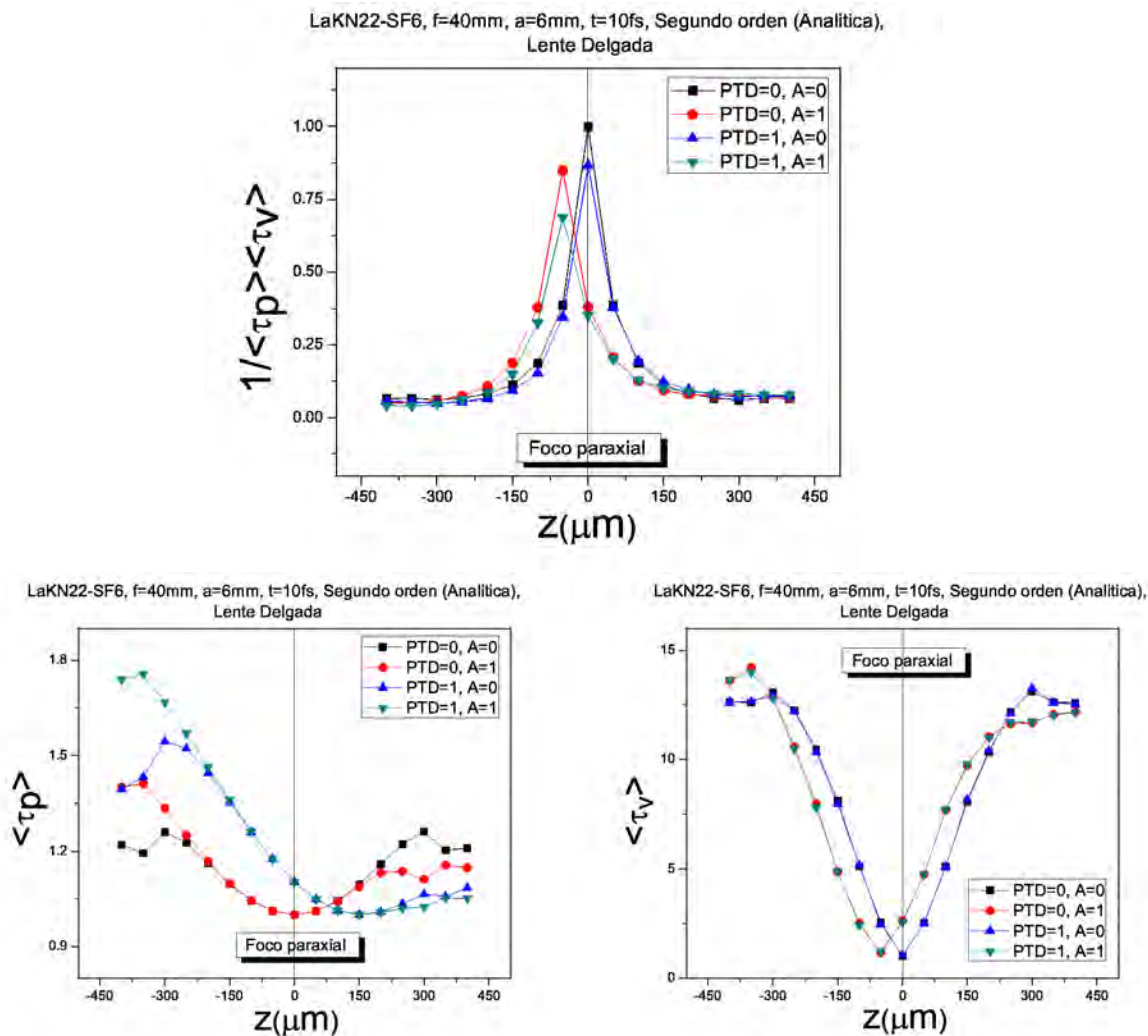 LaKN22-SF6, f=40mm, a=6mm, t=10fs, Segundo orden (Analítica),
Lente Delgada
PTD=0, A=0
PTD=0, A=1
PTD=1, A=0
PTD=1, A=1
1.00
0.75
0.50
0.25
0.00
1/<τp><τv>
Foco paraxial
-450 -300 -150 0 150 300 450
z(μm)
LaKN22-SF6, f=40mm, a=6mm, t=10fs, Segundo orden (Analítica),
Lente Delgada
PTD=0, A=0
PTD=0, A=1
PTD=1, A=0
PTD=1, A=1
1.8
1.5
1.2
0.9
<τp>
Foco paraxial
-450 -300 -150 0 150 300 450
z(μm)
LaKN22-SF6, f=40mm, a=6mm, t=10fs, Segundo orden (Analítica),
Lente Delgada
Foco paraxial
15
10
5
0
<τv>
PTD=0, A=0
PTD=0, A=1
PTD=1, A=0
PTD=1, A=1
-450 -300 -150 0 150 300 450
z(μm)